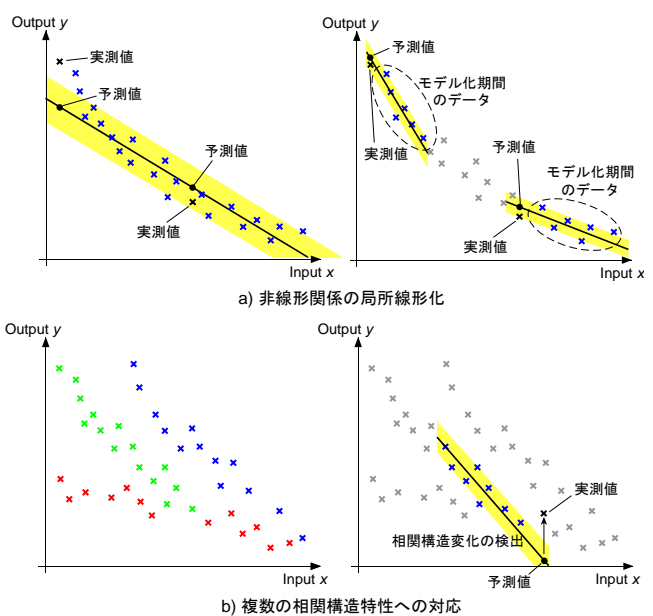 Output y
実測値
予測値
予測値
実測値
Input x
Output y
予測値
モデル化期間
のデータ
実測値
予測値
モデル化期間
のデータ
実測値
Input x
a) 非線形関係の局所線形化
Output y
Input x
Output y
実測値
相関構造変化の検出
予測値
Input x
b) 複数の相関構造特性への対応